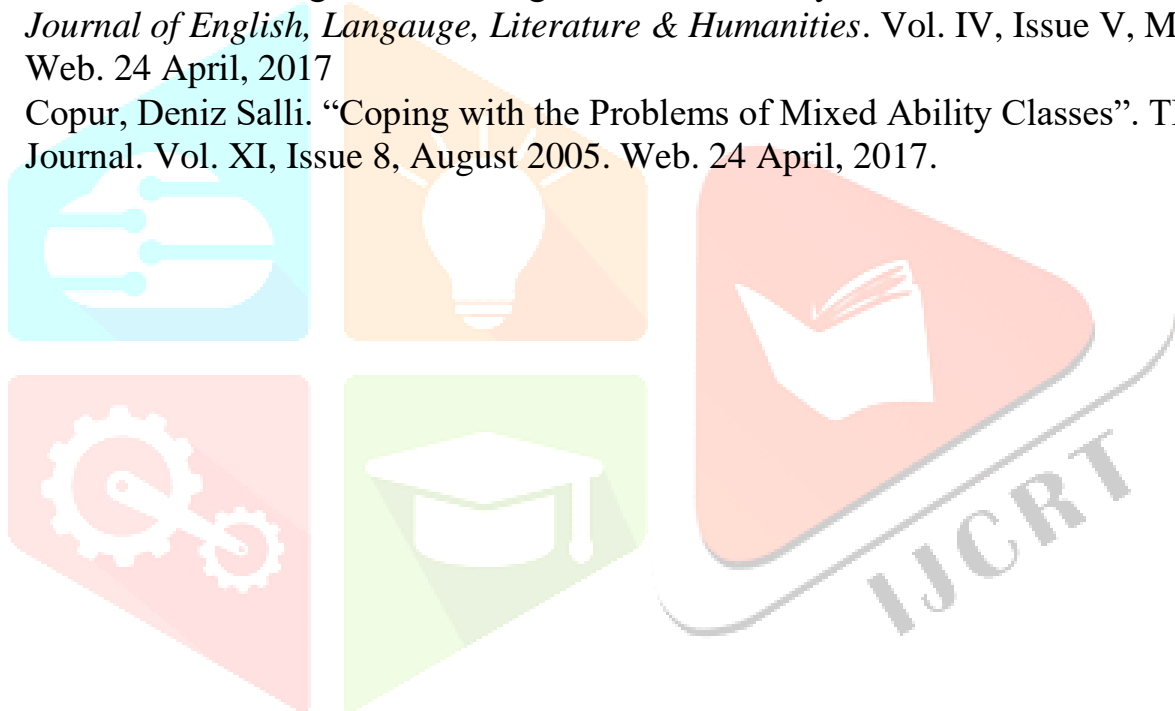 Journal of English, Langauge, Literature & Humanities. Vol. IV, Issue V, M
Web. 24 April, 2017
Copur, Deniz Salli. “Coping with the Problems of Mixed Ability Classes”. T
Journal. Vol. XI, Issue 8, August 2005. Web. 24 April, 2017.
IJCRT